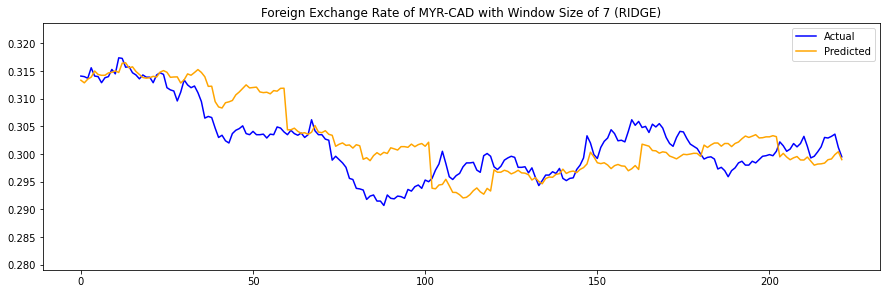 Foreign Exchange Rate of MYR-CAD with Window Size of 7 (RIDGE)
Actual
Predicted
0.320
0.315
0.310
0.305
0.300
0.295
0.290
0.285
0.280
0 50 100 150 200